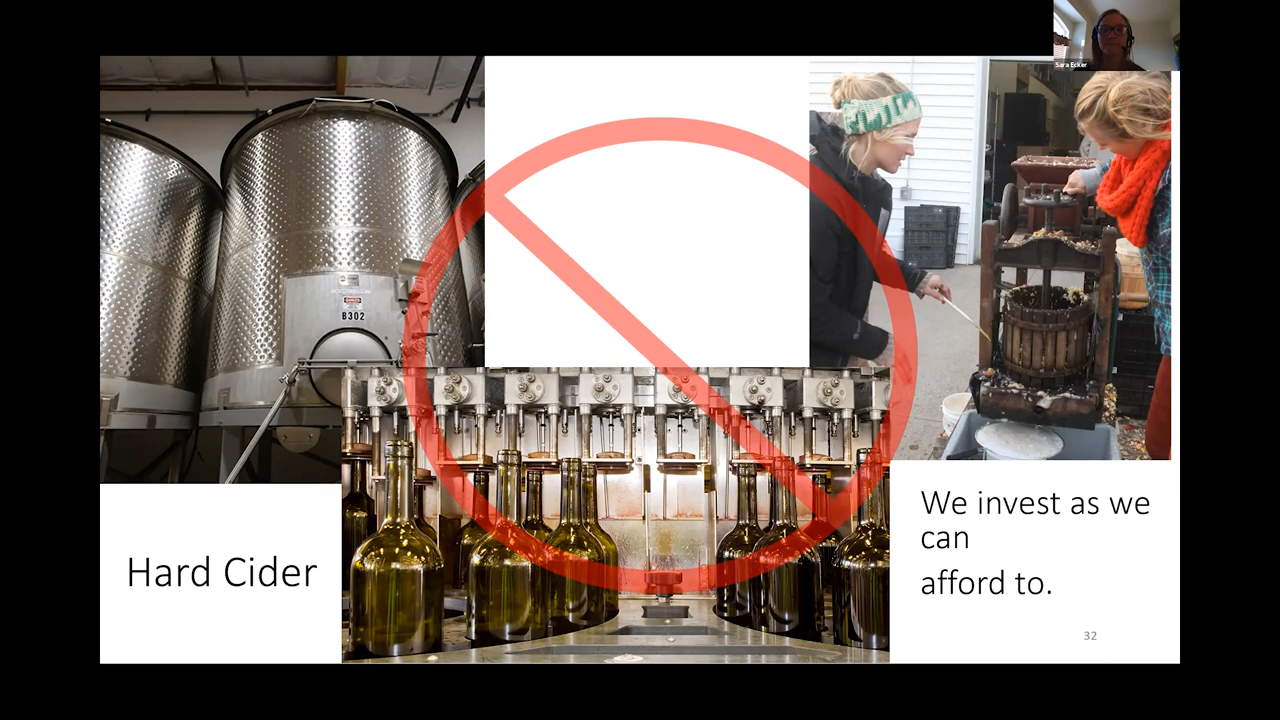 Sara Ecker
B302
Hard Cider
We invest as we
can
afford to.
32